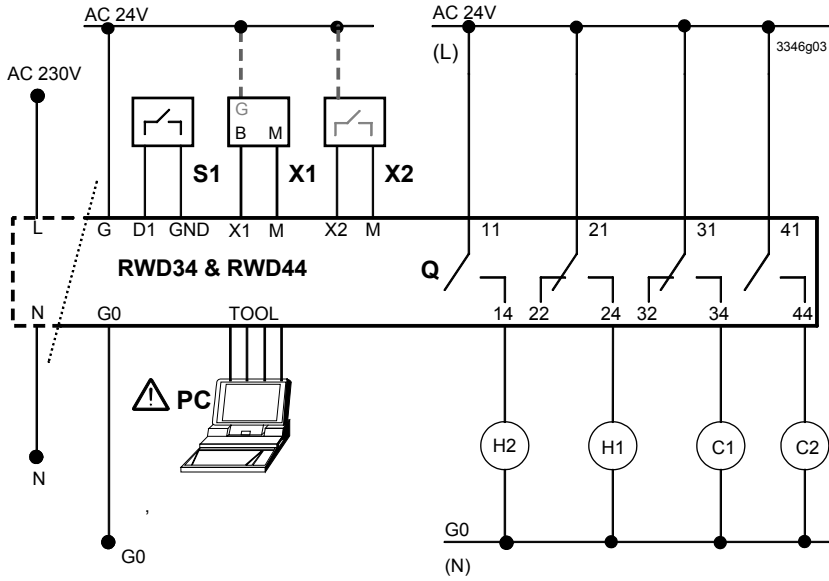 AC 24V
AC 24V
(L)
3346g03
AC 230V
G
B M
S1 X1 X2
L G D1 GND X1 M X2 M 11 21 31 41
RWD34 & RWD44 Q
N G0 TOOL 14 22 24 32 34 44
PC
H2 H1 C1 C2
N
,
G0
G0
(N)